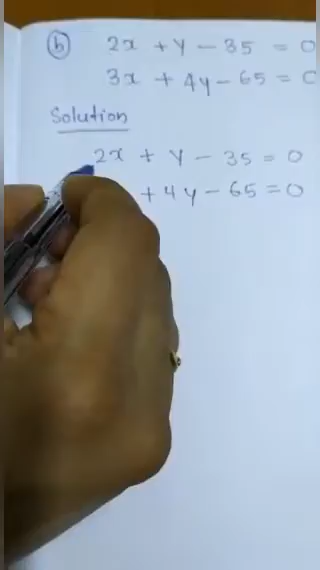 (b) 2x + y - 35 = 0
3x + 4y - 65 = 0
Solution
2x + y - 35 = 0
+ 4y - 65 = 0